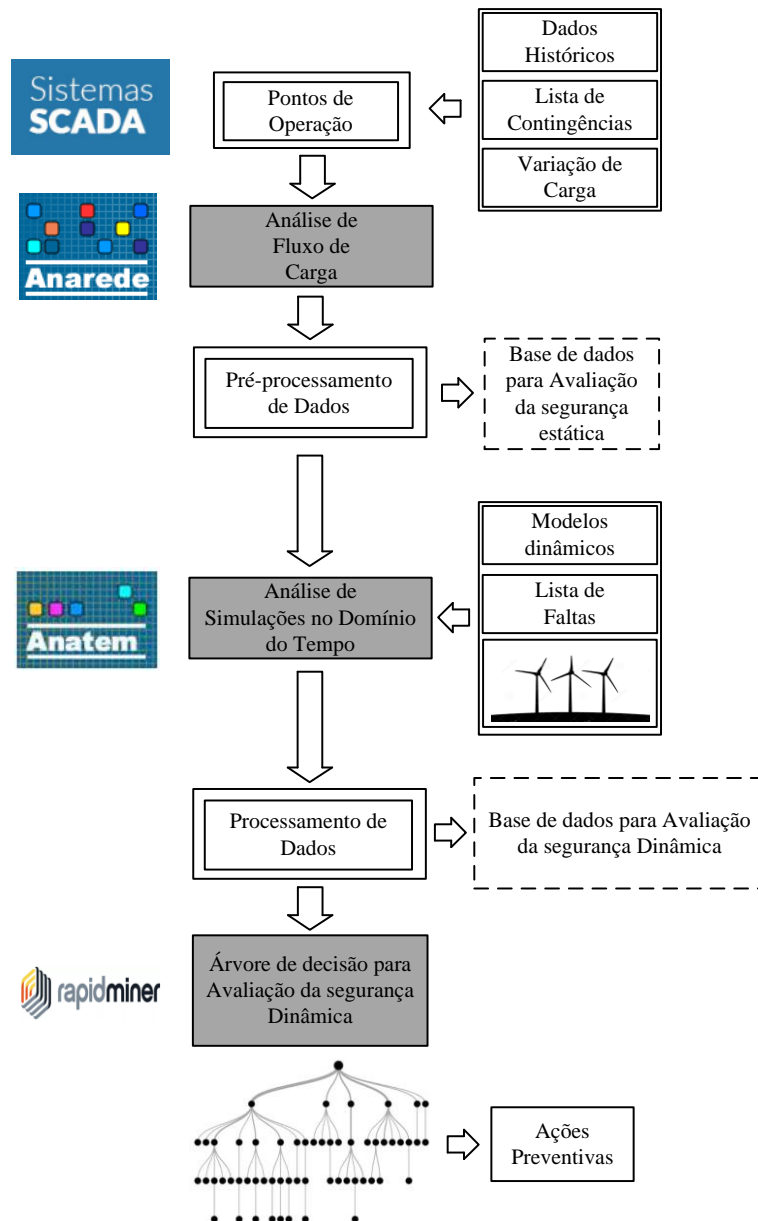 Dados
Históricos
Sistemas
SCADA
Pontos de
Operação
Lista de
Contingências
Variação de
Carga
Análise de
Fluxo de
Carga
Anarede
Pré-processamento
de Dados
Base de dados
para Avaliação
da segurança
estática
Modelos
dinâmicos
Anatem
Análise de
Simulações no Domínio
do Tempo
Lista de
Faltas
Processamento de
Dados
Base de dados para Avaliação
da segurança Dinâmica
rapidminer
Árvore de decisão para
Avaliação da segurança
Dinâmica
Ações
Preventivas